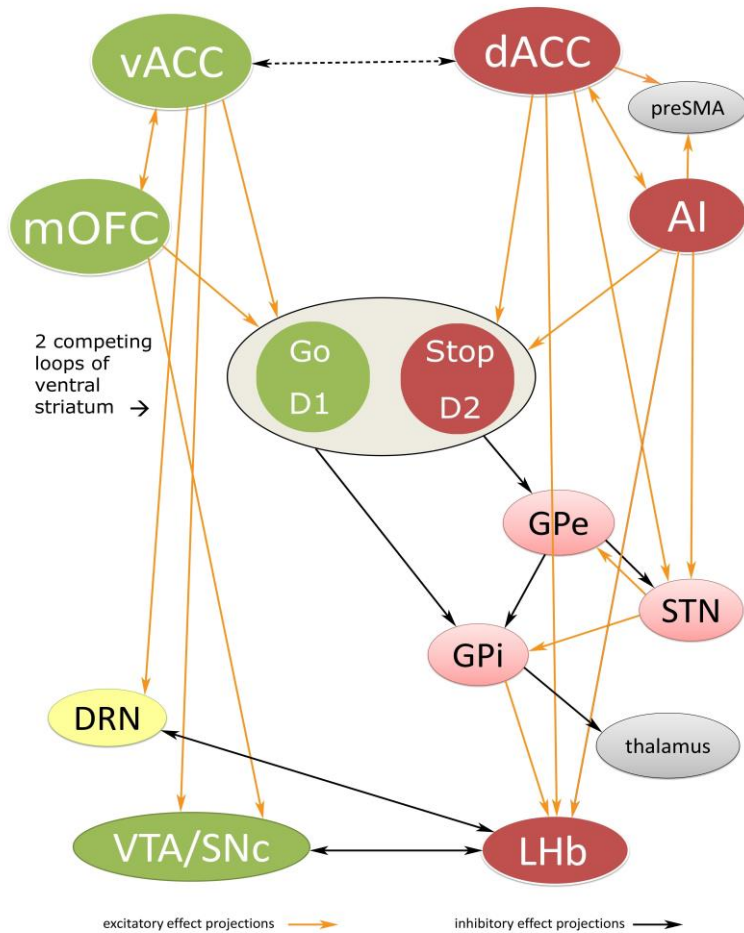 vACC
dACC
preSMA
mOFC
AI
2 competing
loops of
ventral
striatum →
Go
D1
Stop
D2
GPe
STN
GPi
DRN
thalamus
VTA/SNc
LHb
excitatory effect projections
inhibitory effect projections